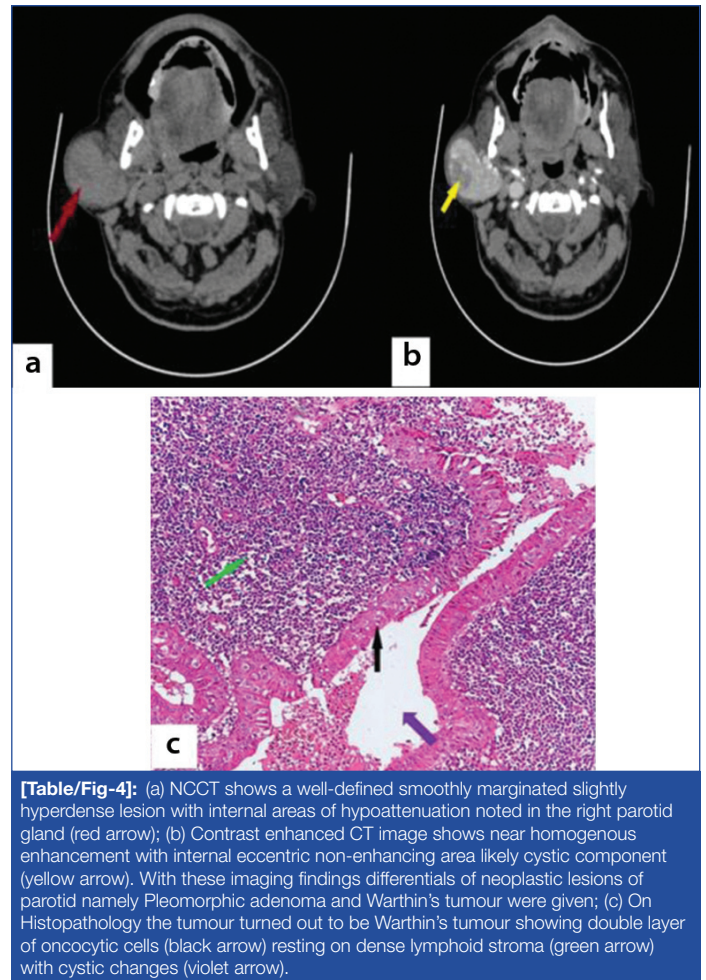 a
b
c
[Table/Fig-4]: (a) NCCT shows a well-defined smoothly marginated slightly
hyperdense lesion with internal areas of hypoattenuation noted in the right parotid
gland (red arrow); (b) Contrast enhanced CT image shows near homogenous
enhancement with internal eccentric non-enhancing area likely cystic component
(yellow arrow). With these imaging findings differentials of neoplastic lesions of
parotid namely Pleomorphic adenoma and Warthin's tumour were given; (c) On
Histopathology the tumour turned out to be Warthin's tumour showing double layer
of oncocytic cells (black arrow) resting on dense lymphoid stroma (green arrow)
with cystic changes (violet arrow).